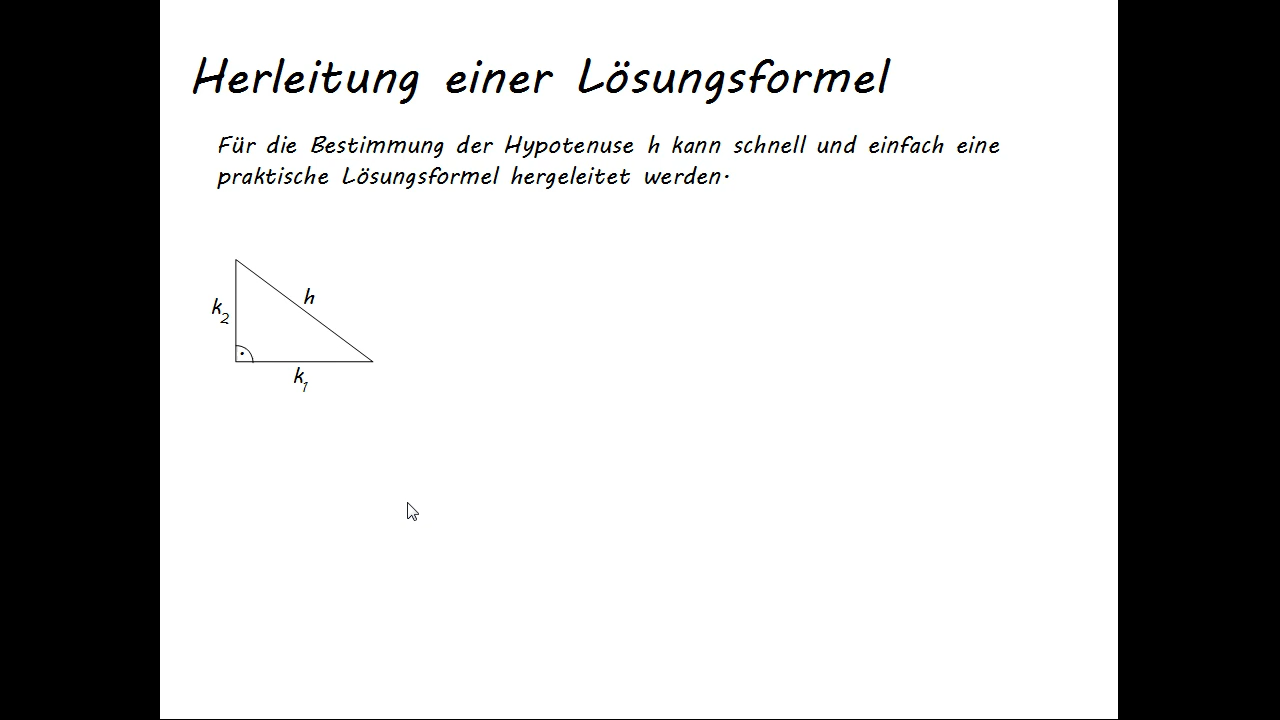 Herleitung einer Lösungsformel
Für die Bestimmung der Hypotenuse h kann schnell und einfach eine
praktische Lösungsformel hergeleitet werden.
h
k₂
k₁